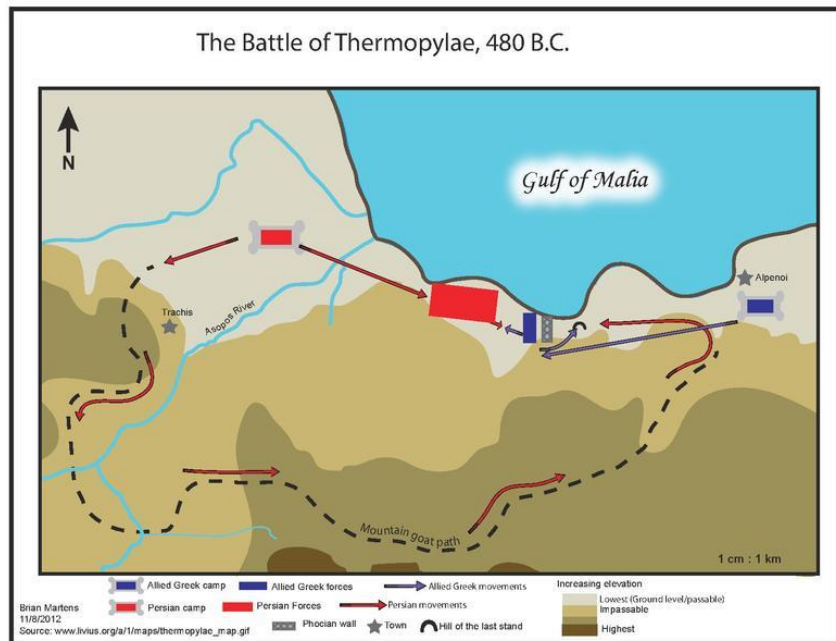 The Battle of Thermopylae, 480 B.C.
N
Gulf of Malia
Alpenoi
Trachis
Asopos River
Mountain goat path
1 cm : 1 km
Allied Greek camp
Allied Greek forces
Allied Greek movements
Persian camp
Persian Forces
Persian movements
Phocian wall
Town
Hill of the last stand
Increasing elevation
Lowest (Ground level/passable)
Impassable
Highest
Brian Martens
11/8/2012
Source: www.livius.org/a/1/maps/thermopylae_map.gif